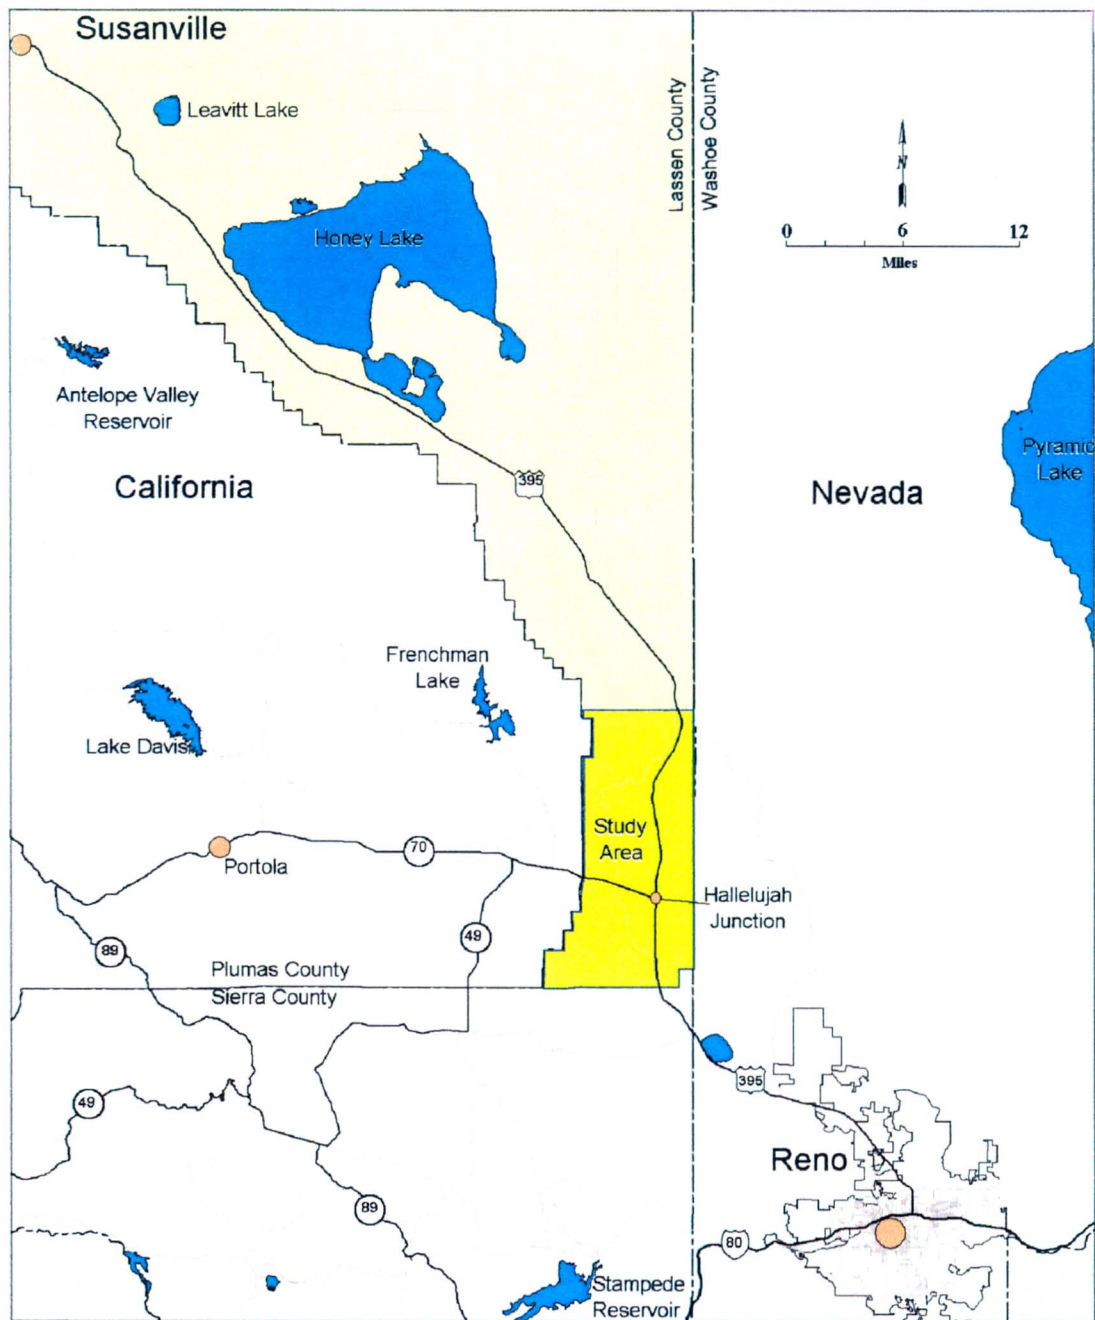 Susanville
Leavitt Lake
Lassen County
Washoe County
N
0 6 12
Miles
Honey Lake
Antelope Valley
Reservoir
Pyramid
Lake
California
395
Nevada
Frenchman
Lake
Lake Davis
Study
Area
70
Portola
Hallelujah
Junction
49
89
Plumas County
Sierra County
395
49
Reno
89
80
Stampede
Reservoir